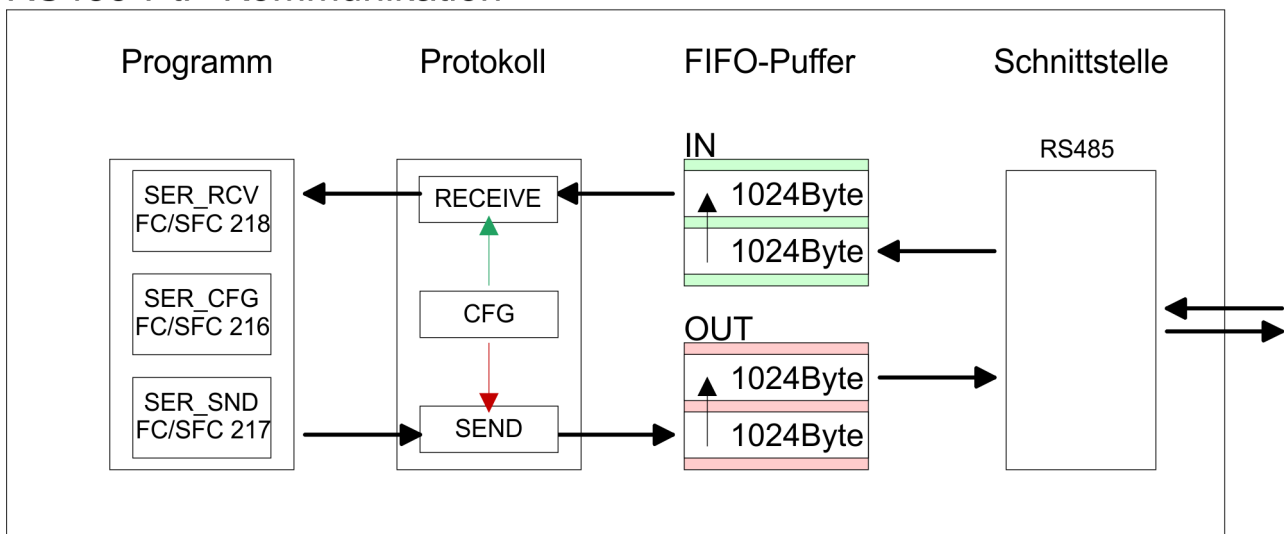 Programm
Protokoll
FIFO-Puffer
Schnittstelle
SER_RCV
FC/SFC 218
SER_CFG
FC/SFC 216
SER_SND
FC/SFC 217
RECEIVE
CFG
SEND
IN
1024Byte
1024Byte
OUT
1024Byte
1024Byte
RS485